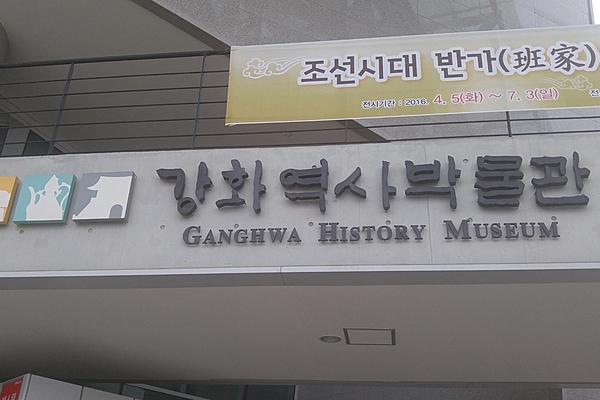 조선시대 반가(班家)
전시기간 : 2016. 4. 5(화) ~ 7. 3(일)
강화역사박물관
GANGHWA HISTORY MUSEUM